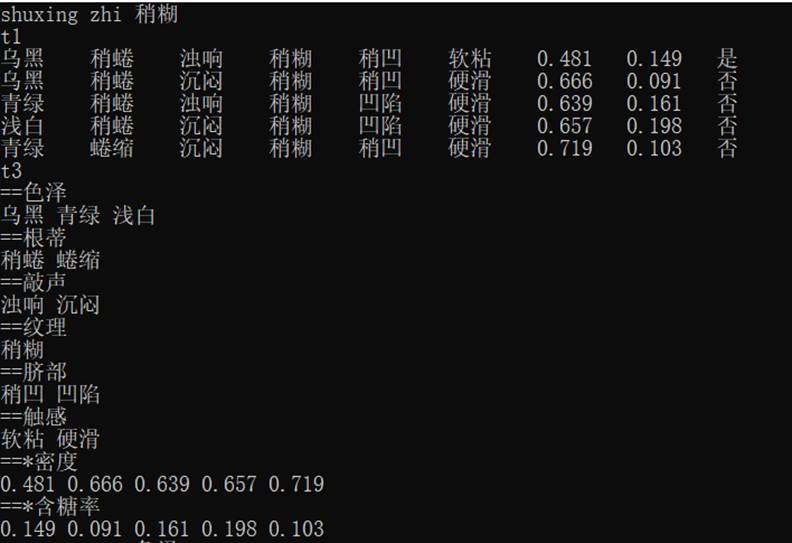 shuxing zhi 稍糊
t1
乌黑 稍蜷 浊响 稍糊 稍凹 软粘 0.481 0.149 是
乌黑 稍蜷 沉闷 稍糊 稍凹 硬滑 0.666 0.091 否
青绿 稍蜷 浊响 稍糊 凹陷 硬滑 0.639 0.161 否
浅白 稍蜷 沉闷 稍糊 凹陷 硬滑 0.657 0.198 否
青绿 蜷缩 沉闷 稍糊 稍凹 硬滑 0.719 0.103 否
t3
==色泽
乌黑 青绿 浅白
==根蒂
稍蜷 蜷缩
==敲声
浊响 沉闷
==纹理
稍糊
==脐部
稍凹 凹陷
==触感
软粘 硬滑
==*密度
0.481 0.666 0.639 0.657 0.719
==*含糖率
0.149 0.091 0.161 0.198 0.103